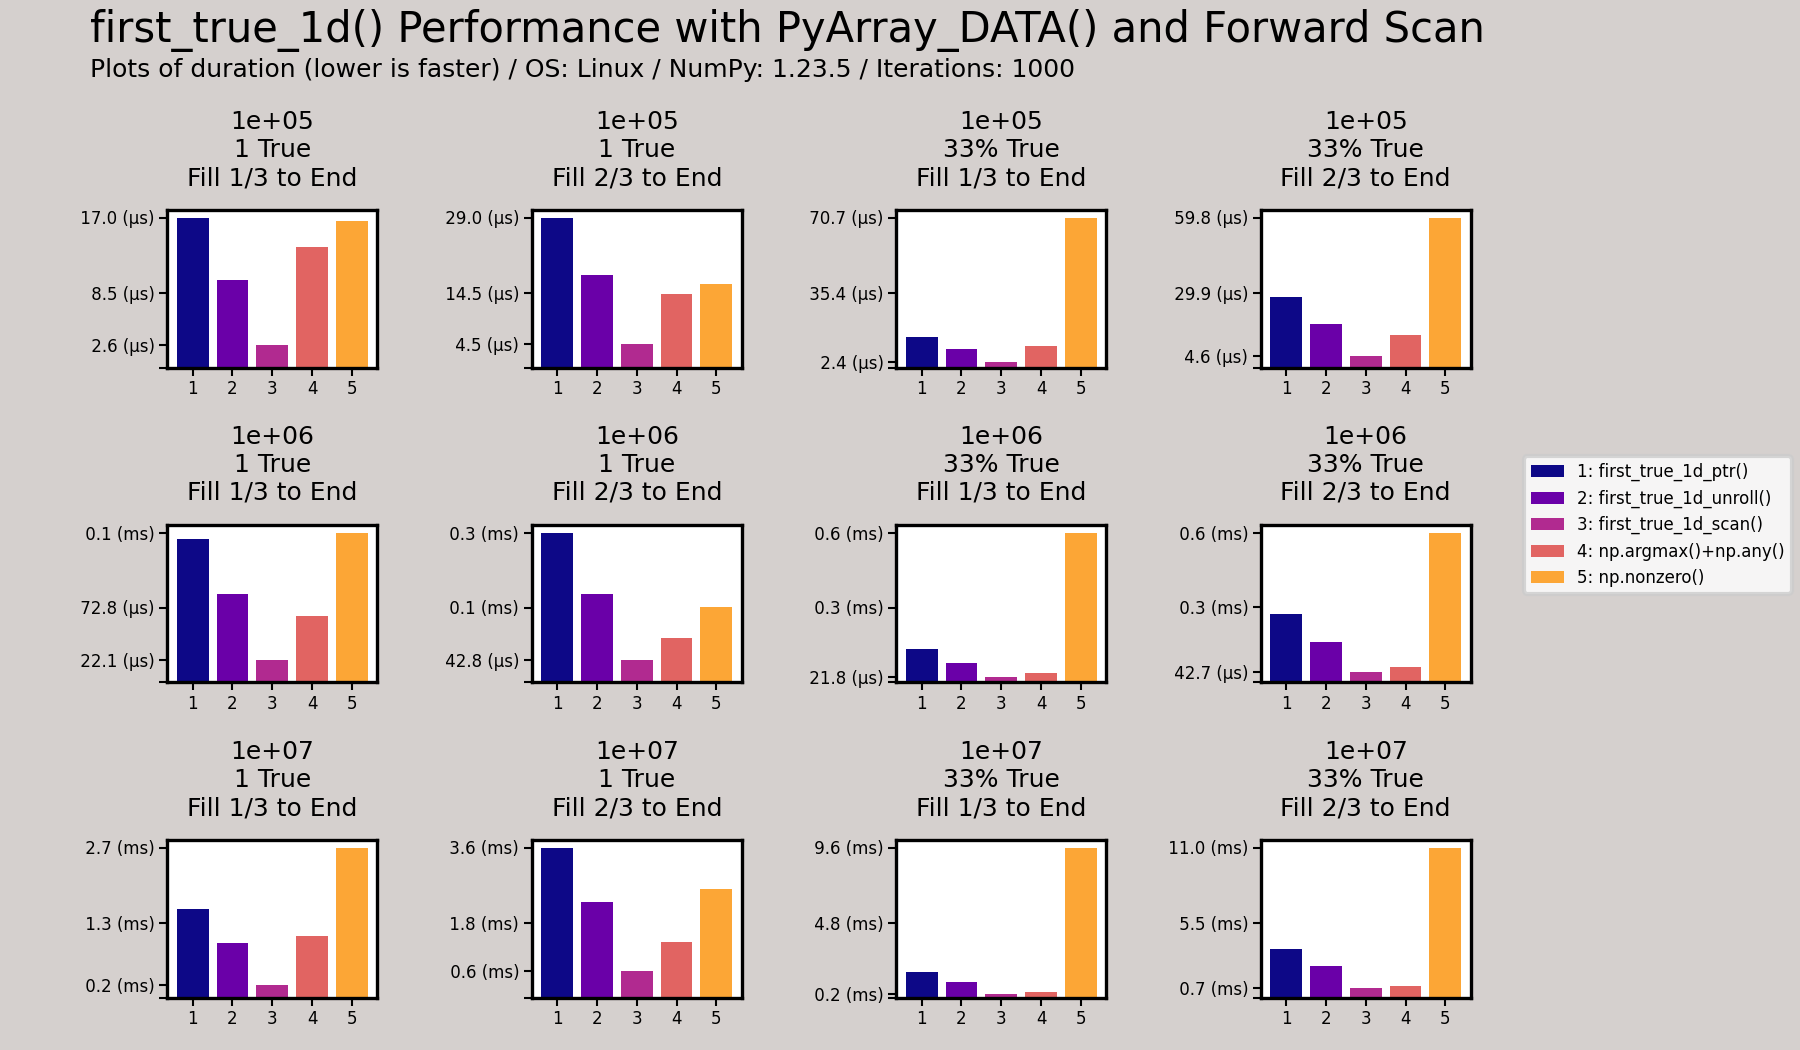 first_true_1d() Performance with PyArray_DATA() and Forward Scan
Plots of duration (lower is faster) / OS: Linux / NumPy: 1.23.5 / Iterations: 1000
1e+05
1 True
Fill 1/3 to End
17.0 (µs)
8.5 (µs)
2.6 (µs)
1 2 3 4 5
1e+05
1 True
Fill 2/3 to End
29.0 (µs)
14.5 (µs)
4.5 (µs)
1 2 3 4 5
1e+05
33% True
Fill 1/3 to End
70.7 (µs)
35.4 (µs)
2.4 (µs)
1 2 3 4 5
1e+05
33% True
Fill 2/3 to End
59.8 (µs)
29.9 (µs)
4.6 (µs)
1 2 3 4 5
1e+06
1 True
Fill 1/3 to End
0.1 (ms)
72.8 (µs)
22.1 (µs)
1 2 3 4 5
1e+06
1 True
Fill 2/3 to End
0.3 (ms)
0.1 (ms)
42.8 (µs)
1 2 3 4 5
1e+06
33% True
Fill 1/3 to End
0.6 (ms)
0.3 (ms)
21.8 (µs)
1 2 3 4 5
1e+06
33% True
Fill 2/3 to End
0.6 (ms)
0.3 (ms)
42.7 (µs)
1 2 3 4 5
1: first_true_1d_ptr()
2: first_true_1d_unroll()
3: first_true_1d_scan()
4: np.argmax()+np.any()
5: np.nonzero()
1e+07
1 True
Fill 1/3 to End
2.7 (ms)
1.3 (ms)
0.2 (ms)
1 2 3 4 5
1e+07
1 True
Fill 2/3 to End
3.6 (ms)
1.8 (ms)
0.6 (ms)
1 2 3 4 5
1e+07
33% True
Fill 1/3 to End
9.6 (ms)
4.8 (ms)
0.2 (ms)
1 2 3 4 5
1e+07
33% True
Fill 2/3 to End
11.0 (ms)
5.5 (ms)
0.7 (ms)
1 2 3 4 5